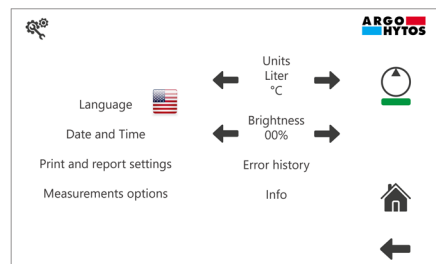 ARGO
HYTOS
Units
Liter
°C
Language
Brightness
00%
Date and Time
Print and report settings
Error history
Measurements options
Info